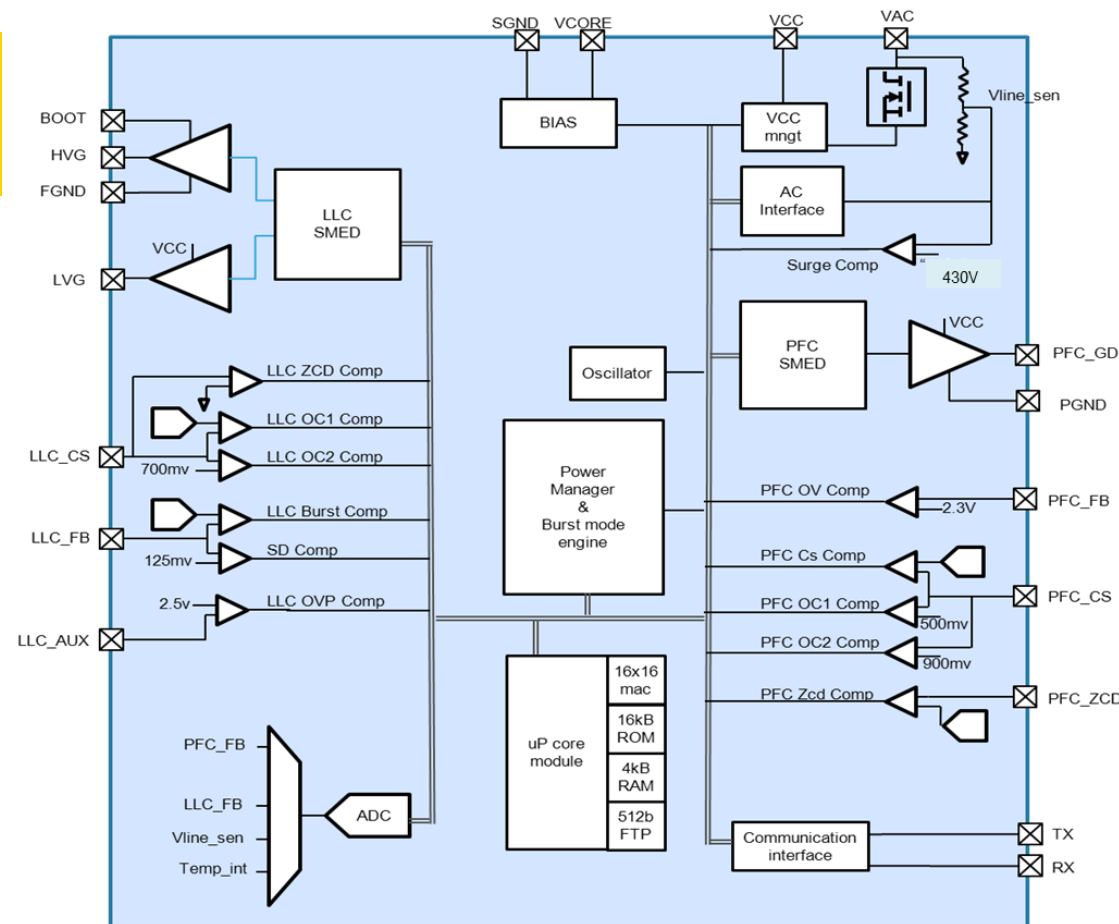 SGND
VCORE
VCC
VAC
BOOT
HVG
FGND
LVG
VCC
LLC
SMED
BIAS
VCC
mngt
Vline_sen
AC
Interface
Surge Comp
430V
PFC
SMED
VCC
PFC_GD
PGND
Oscillator
LLC ZCD Comp
LLC OC1 Comp
LLC_CS
700mv
LLC OC2 Comp
LLC Burst Comp
LLC_FB
125mv
SD Comp
2.5v
LLC OVP Comp
LLC_AUX
Power
Manager
&
Burst mode
engine
PFC OV Comp
2.3V
PFC_FB
PFC Cs Comp
PFC_CS
PFC OC1 Comp
500mv
PFC OC2 Comp
900mv
PFC Zcd Comp
PFC_ZCD
uP core
module
16x16
mac
16kB
ROM
4kB
RAM
512b
FTP
PFC_FB
LLC_FB
Vline_sen
Temp_int
ADC
Communication
interface
TX
RX